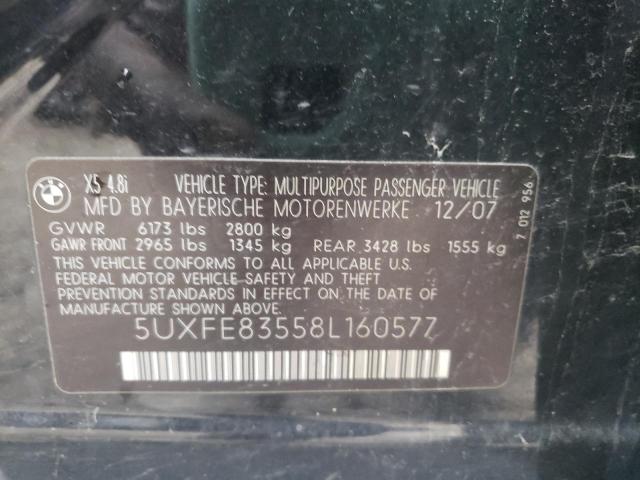 BMW
X5 4.8i VEHICLE TYPE: MULTIPURPOSE PASSENGER VEHICLE
MFD BY BAYERISCHE MOTORENWERKE 12/07
GVWR 6173 lbs 2800 kg
GAWR FRONT 2965 lbs 1345 kg REAR 3428 lbs 1555 kg
THIS VEHICLE CONFORMS TO ALL APPLICABLE U.S.
FEDERAL MOTOR VEHICLE SAFETY AND THEFT
PREVENTION STANDARDS IN EFFECT ON THE DATE OF
MANUFACTURE SHOWN ABOVE.
5UXFE83558L160577
7 012 956